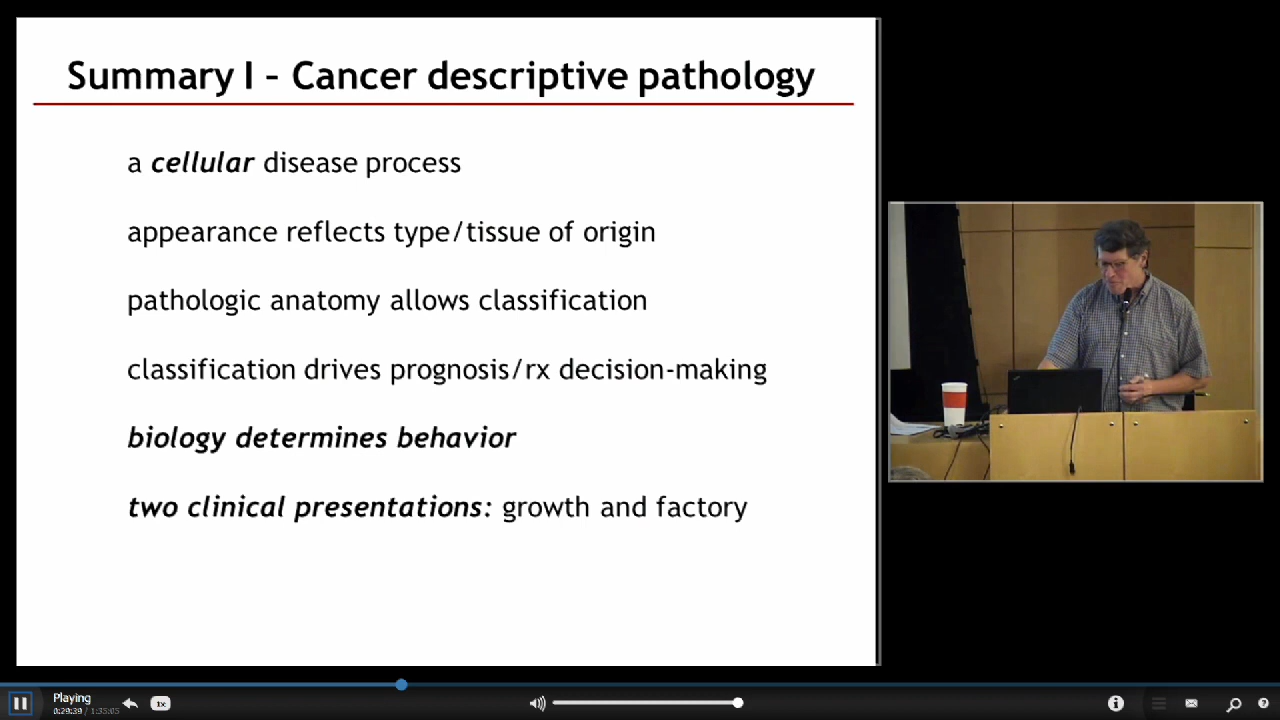 Summary I – Cancer descriptive pathology
a cellular disease process
appearance reflects type/tissue of origin
pathologic anatomy allows classification
classification drives prognosis/rx decision-making
biology determines behavior
two clinical presentations: growth and factory
Playing
0:29:39 / 1:35:05
1x